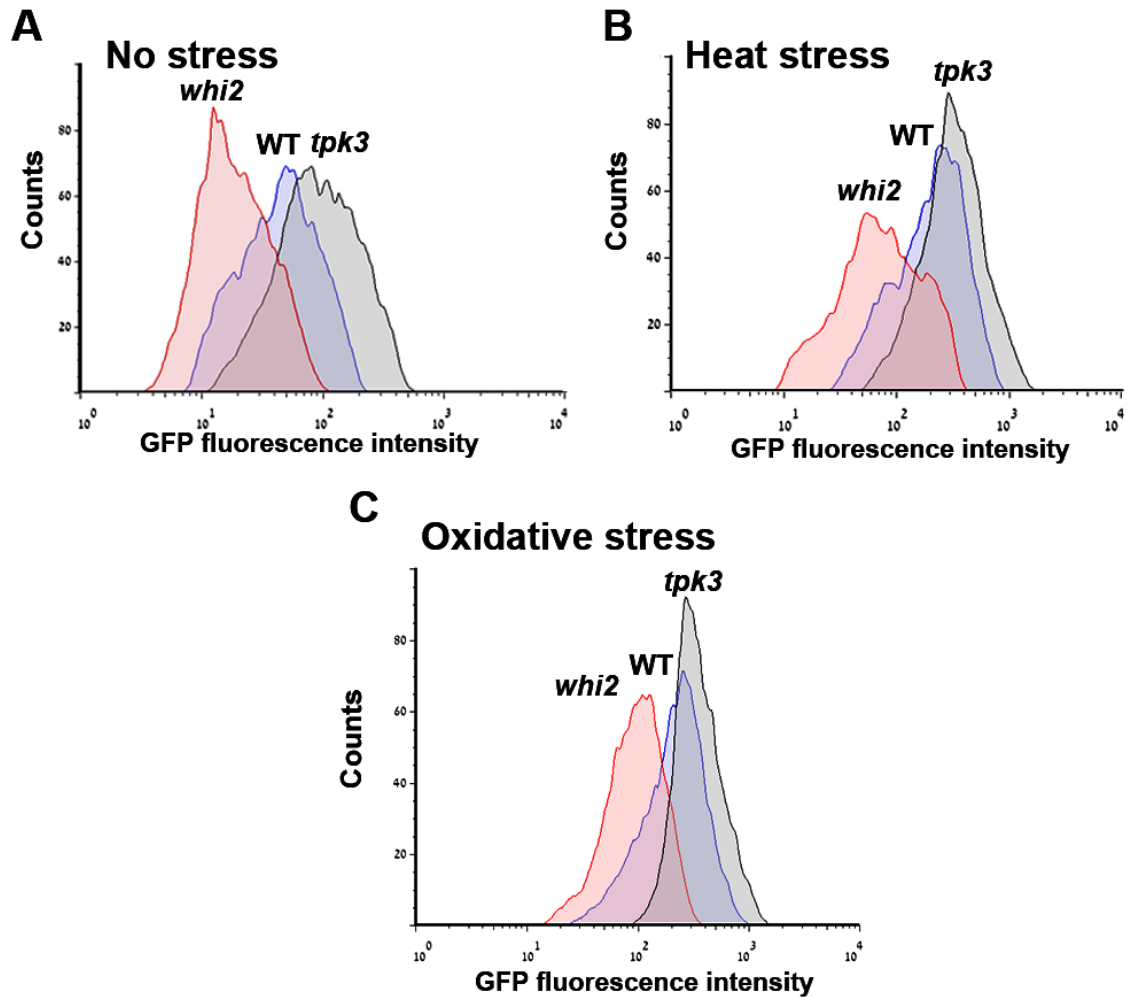 A
No stress
whi2
WT tpk3
80
60
40
20
Counts
10^0 10^1 10^2 10^3 10^4
GFP fluorescence intensity
B
Heat stress
tpk3
WT
whi2
80
60
40
20
Counts
10^0 10^1 10^2 10^3 10^4
GFP fluorescence intensity
C
Oxidative stress
tpk3
WT
whi2
80
60
40
20
Counts
10^0 10^1 10^2 10^3 10^4
GFP fluorescence intensity